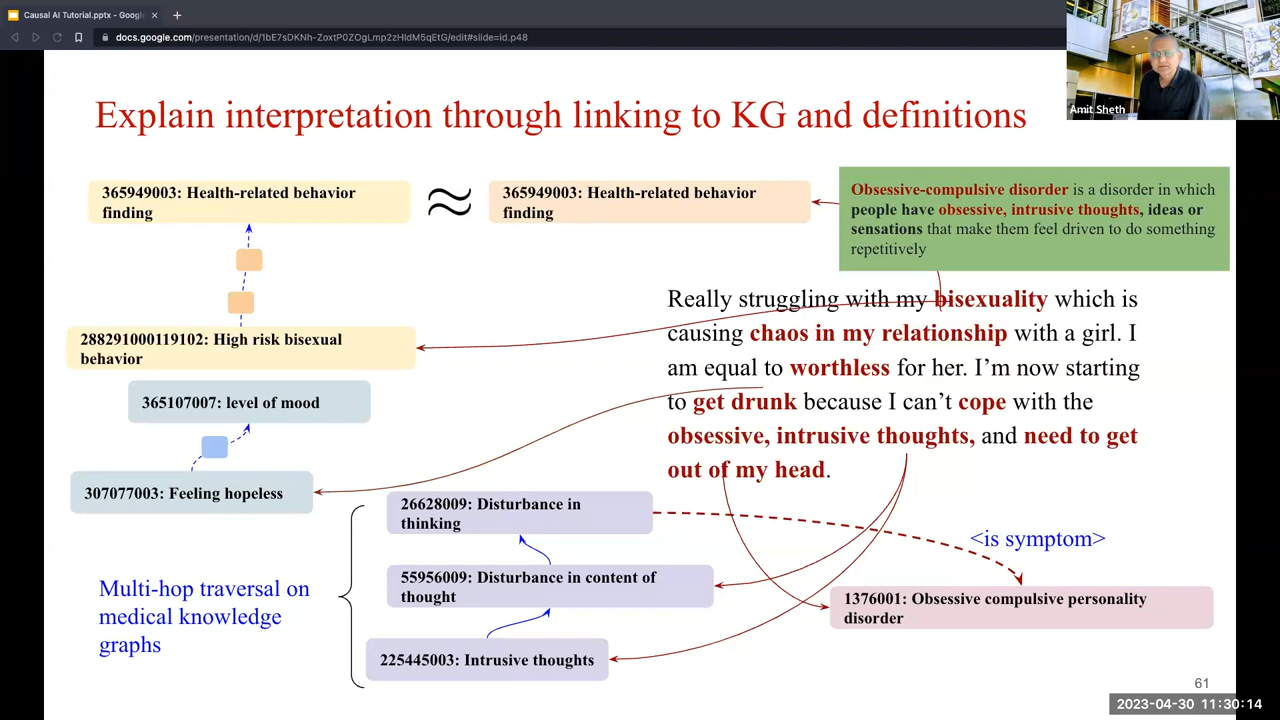 Causal AI Tutorial.pptx - Google
docs.google.com/presentation/d/1bE7sDKNh-ZoxtP0ZOgLmp2zHIdM5qEtG/edit#slide=id.p48
Amit Sheth
Explain interpretation through linking to KG and definitions
365949003: Health-related behavior
finding
≈
365949003: Health-related behavior
finding
Obsessive-compulsive disorder is a disorder in which
people have obsessive, intrusive thoughts, ideas or
sensations that make them feel driven to do something
repetitively
Really struggling with my bisexuality which is
causing chaos in my relationship with a girl. I
am equal to worthless for her. I’m now starting
to get drunk because I can’t cope with the
obsessive, intrusive thoughts, and need to get
out of my head.
288291000119102: High risk bisexual
behavior
365107007: level of mood
307077003: Feeling hopeless
26628009: Disturbance in
thinking
<is symptom>
55956009: Disturbance in content of
thought
1376001: Obsessive compulsive personality
disorder
225445003: Intrusive thoughts
Multi-hop traversal on
medical knowledge
graphs
61
2023-04-30 11:30:14